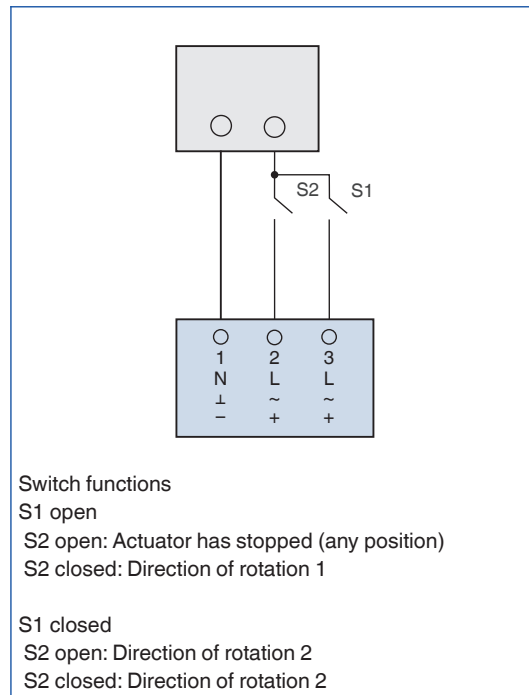 S2 S1
1 2 3
N L L
⊥ ~ ~
– + +
Switch functions
S1 open
S2 open: Actuator has stopped (any position)
S2 closed: Direction of rotation 1
S1 closed
S2 open: Direction of rotation 2
S2 closed: Direction of rotation 2